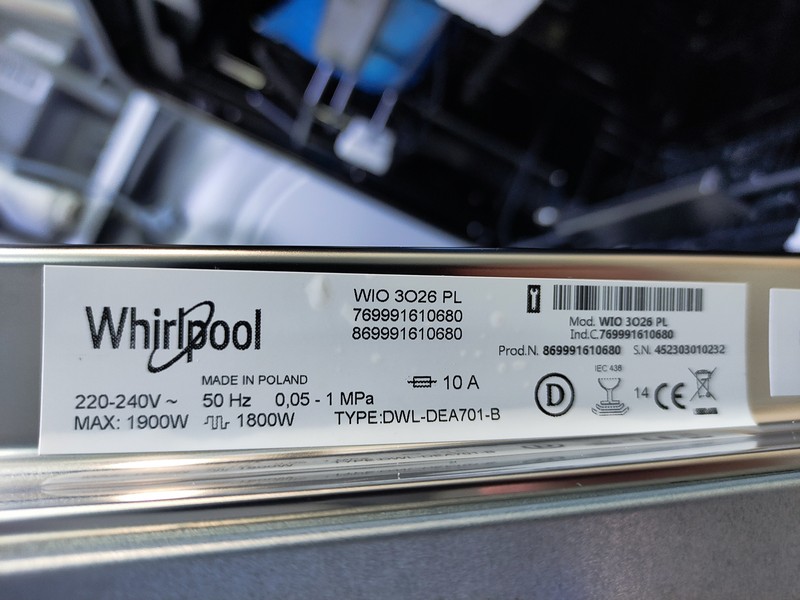 Whirlpool
WIO 3O26 PL
769991610680
869991610680
MADE IN POLAND
220-240V ~ 50 Hz 0,05 - 1 MPa
10 A
MAX: 1900W 1800W TYPE:DWL-DEA701-B
Mod. WIO 3O26 PL
Ind.C.769991610680
Prod.N. 869991610680 S.N. 452303010232
IEC 436
D 14 CE